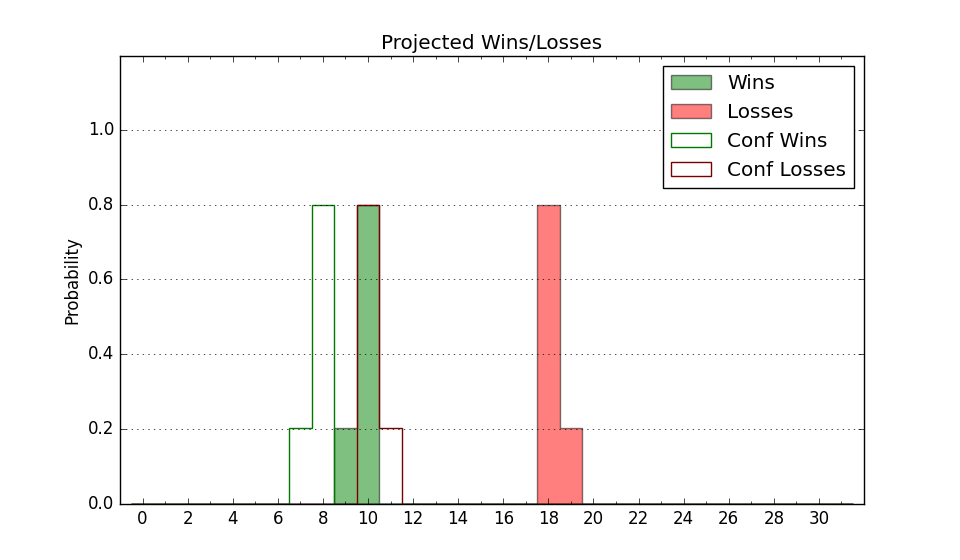 Projected Wins/Losses
Wins
Losses
Conf Wins
Conf Losses
Probability
1.0
0.8
0.6
0.4
0.2
0.0
0 2 4 6 8 10 12 14 16 18 20 22 24 26 28 30